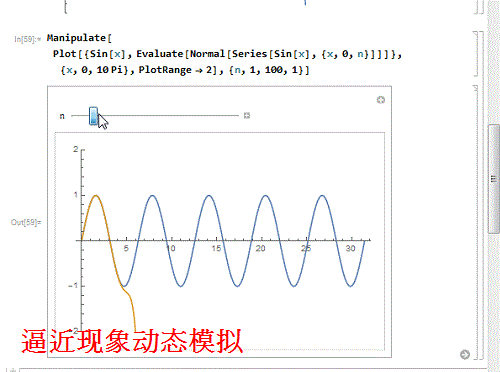 In[59]:= Manipulate[
Plot[{Sin[x], Evaluate[Normal[Series[Sin[x], {x, 0, n}]]]},
{x, 0, 10 Pi}, PlotRange → 2], {n, 1, 100, 1}]
n
2
1
Out[59]=
5 10 15 20 25 30
-1
2
逼近现象动态模拟